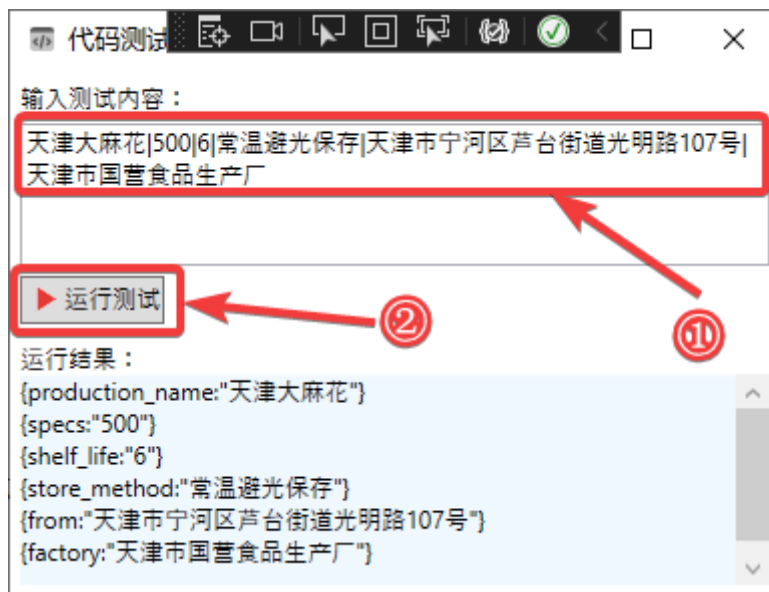 代码测试
输入测试内容：
天津大麻花|500|6|常温避光保存|天津市宁河区芦台街道光明路107号|
天津市国营食品生产厂
运行测试
②
①
运行结果：
{production_name:"天津大麻花"}
{specs:"500"}
{shelf_life:"6"}
{store_method:"常温避光保存"}
{from:"天津市宁河区芦台街道光明路107号"}
{factory:"天津市国营食品生产厂"}